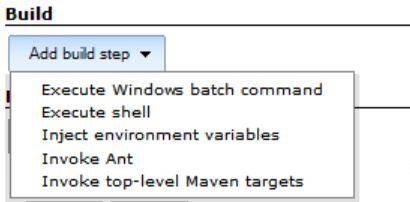 Build
Add build step
Execute Windows batch command
Execute shell
Inject environment variables
Invoke Ant
Invoke top-level Maven targets